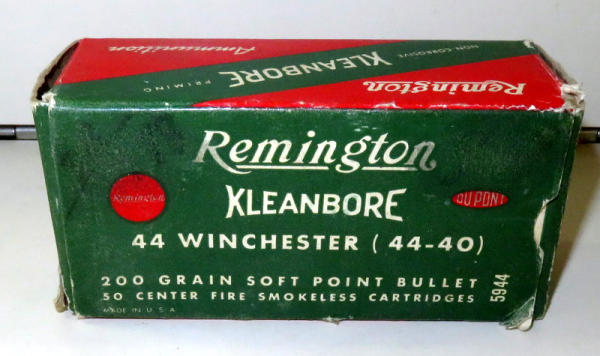 Ammunition
NON-CORROSIVE
KLEANBORE
PRIMING
Remington
Remington
Remington
KLEANBORE
DU PONT
44 WINCHESTER (44-40)
200 GRAIN SOFT POINT BULLET
50 CENTER FIRE SMOKELESS CARTRIDGES
5944
MADE IN U.S.A.